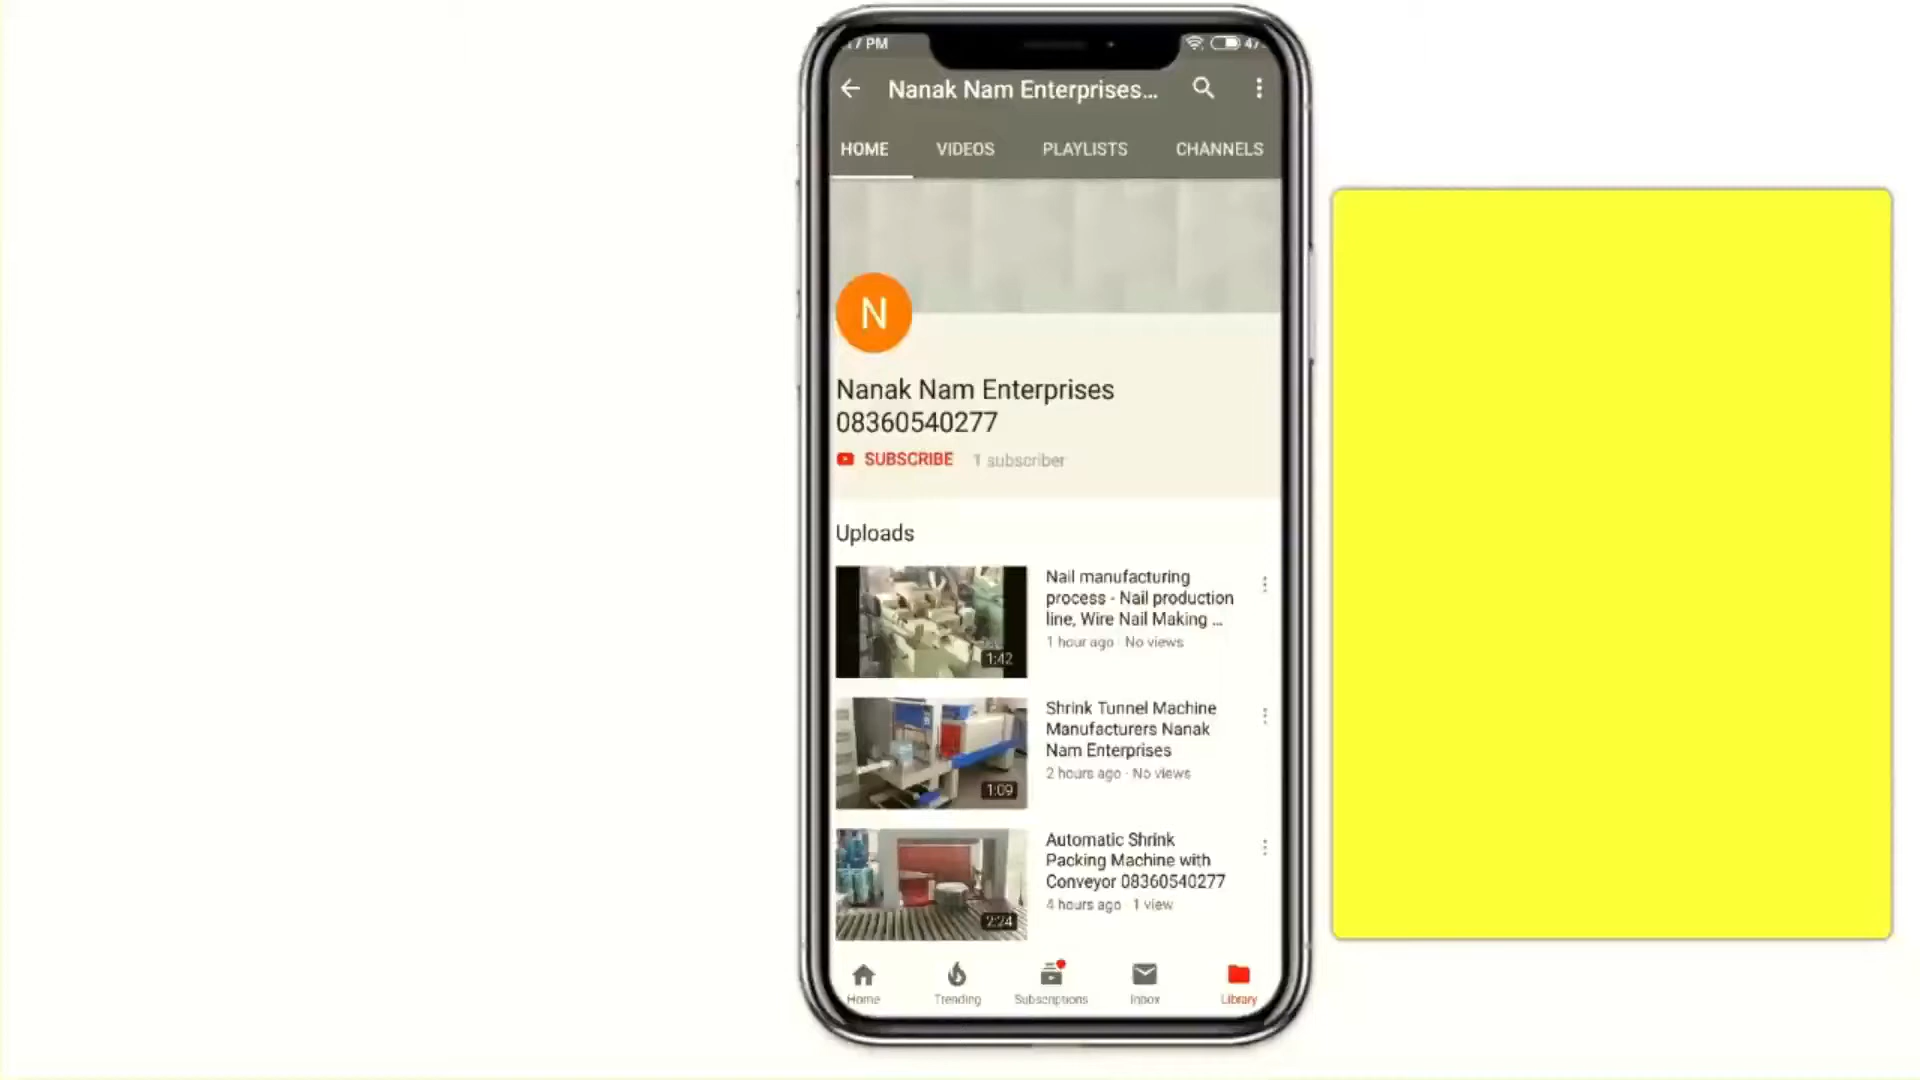 17 PM
47
Nanak Nam Enterprises...
HOME VIDEOS PLAYLISTS CHANNELS
N
Nanak Nam Enterprises
08360540277
SUBSCRIBE 1 subscriber
Uploads
Nail manufacturing
process - Nail production
line, Wire Nail Making ...
1 hour ago · No views
1:42
Shrink Tunnel Machine
Manufacturers Nanak
Nam Enterprises
2 hours ago · No views
1:09
Automatic Shrink
Packing Machine with
Conveyor 08360540277
4 hours ago · 1 view
2:24
Home Trending Subscriptions Inbox Library